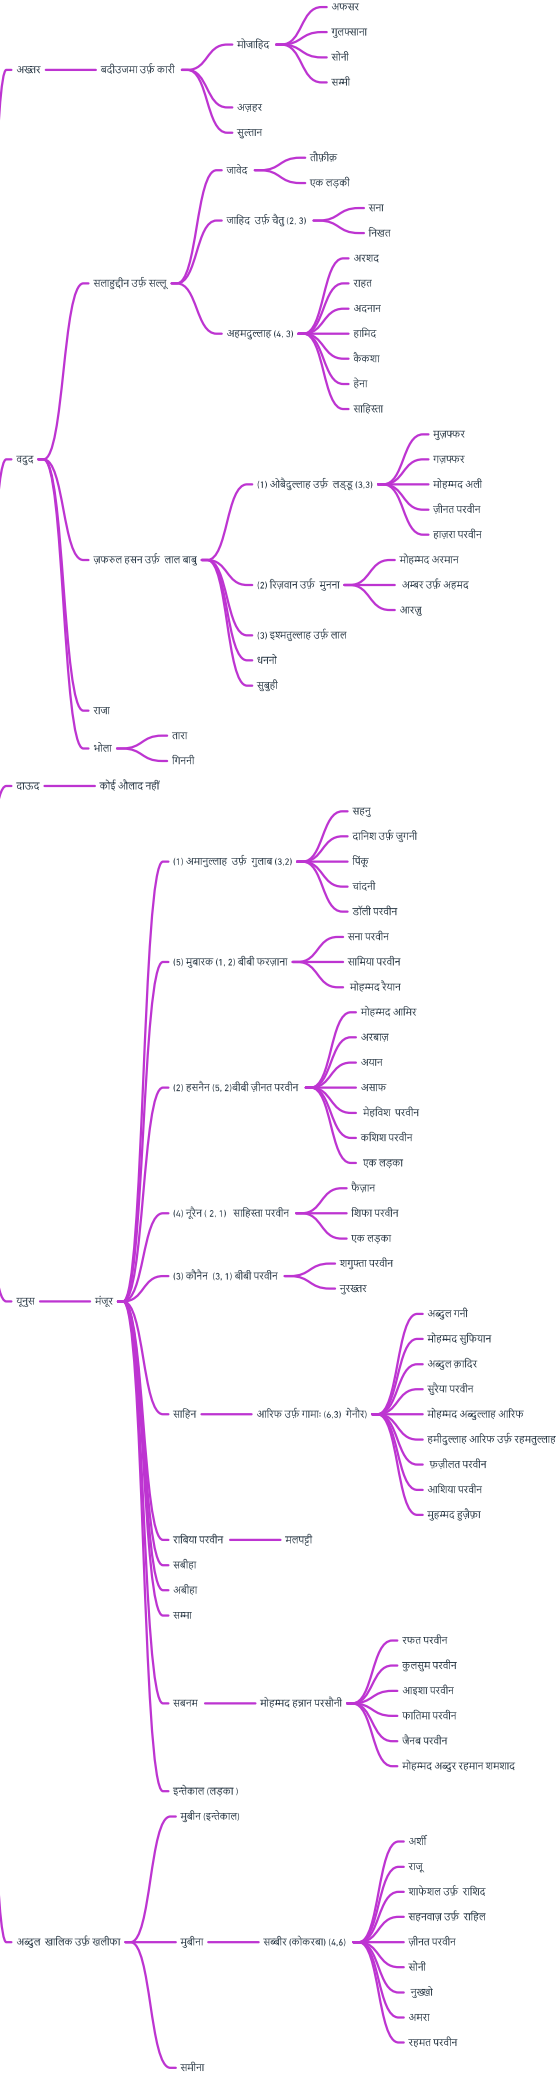 अफसर
गुलफ्साना
मोजाहिद
सोनी
अख्तर
बदीउजमा उर्फ़ कारी
सम्मी
अज़हर
सुल्तान
तौफ़ीक़
जावेद
एक लड़की
सना
जाहिद उर्फ़ चैतु (2, 3)
निखत
अरशद
सलाहुद्दीन उर्फ़ सल्लू
राहत
अदनान
अहमदुल्लाह (4, 3)
हामिद
कैकशा
हेना
साहिस्ता
मुज़फ्फर
वदुद
गज़फ्फर
(1) ओबैदुल्लाह उर्फ़ लड्डू (3,3)
मोहम्मद अली
ज़ीनत परवीन
हाज़रा परवीन
ज़फरुल हसन उर्फ़ लाल बाबु
मोहम्मद अरमान
(2) रिज़वान उर्फ़ मुनना
अम्बर उर्फ़ अहमद
आरज़ु
(3) इश्मतुल्लाह उर्फ़ लाल
धननो
सुबुही
राजा
तारा
भोला
गिननी
दाऊद
कोई औलाद नहीं
सहनु
दानिश उर्फ़ जुगनी
(1) अमानुल्लाह उर्फ़ गुलाब (3,2)
पिंकू
चांदनी
डॉली परवीन
सना परवीन
(5) मुबारक (1, 2) बीबी फरज़ाना
सामिया परवीन
मोहम्मद रैयान
मोहम्मद आमिर
अरबाज़
अयान
(2) हसनैन (5, 2)बीबी ज़ीनत परवीन
असाफ
मेहविश परवीन
कशिश परवीन
एक लड़का
फैज़ान
(4) नूरैन ( 2, 1) साहिस्ता परवीन
शिफा परवीन
एक लड़का
शगुफ्ता परवीन
(3) कौनैन (3, 1) बीबी परवीन
नुरख्तर
यूनुस
मंजूर
अब्दुल गनी
मोहम्मद सुफियान
अब्दुल क़ादिर
सुरैया परवीन
साहिन
आरिफ उर्फ़ गामाः (6,3) गेनौर)
मोहम्मद अब्दुल्लाह आरिफ
हमीदुल्लाह आरिफ उर्फ़ रहमतुल्लाह
फ़ज़ीलत परवीन
आशिया परवीन
मुहम्मद हुज़ैफ़ा
राबिया परवीन
मलपट्टी
सबीहा
अबीहा
सम्मा
रफत परवीन
कुलसुम परवीन
आइशा परवीन
सबनम
मोहम्मद हन्नान परसौनी
फातिमा परवीन
जैनब परवीन
मोहम्मद अब्दुर रहमान शमशाद
इन्तेकाल (लड़का )
मुबीन (इन्तेकाल)
अर्शी
राजू
शाफेशल उर्फ़ राशिद
सहनवाज़ उर्फ़ राहिल
अब्दुल खालिक उर्फ़ खलीफा
मुबीना
सब्बीर (कोकरबा) (4,6)
ज़ीनत परवीन
सोनी
नुख्खो
अमरा
रहमत परवीन
समीना